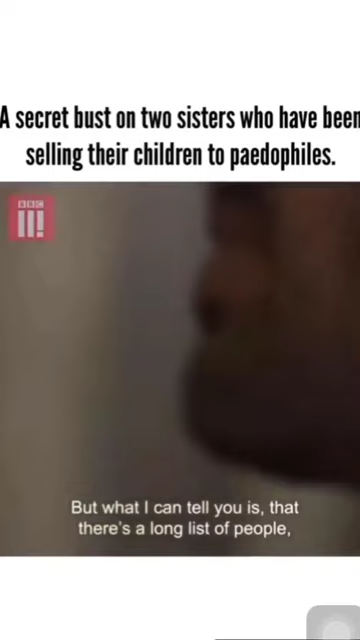 A secret bust on two sisters who have been
selling their children to paedophiles.
BBC
But what I can tell you is, that
there's a long list of people,